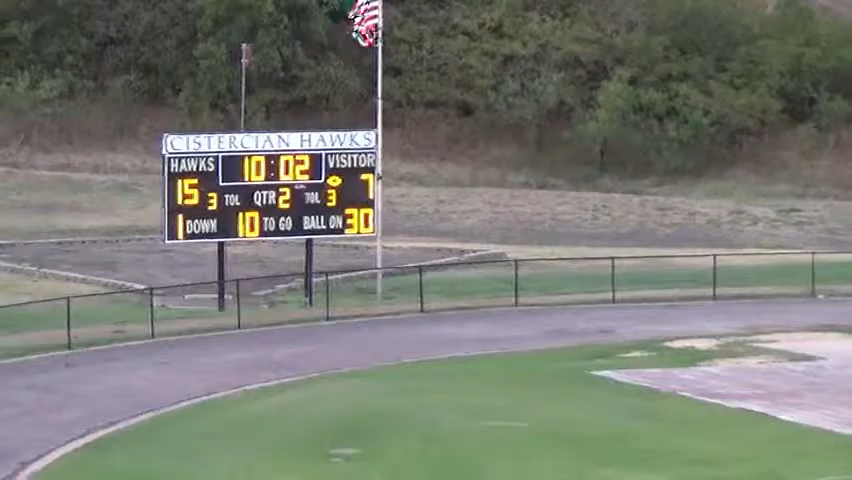 CISTERCIAN HAWKS
HAWKS 10:02 VISITOR
15 3 TOL QTR 2 TOL 3 7
1 DOWN 10 TO GO BALL ON 30